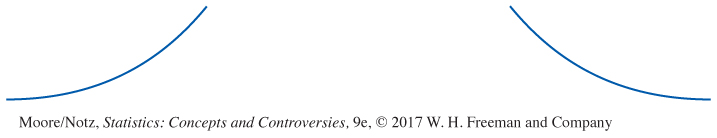 Moore/Notz, Statistics: Concepts and Controversies, 9e, © 2017 W. H. Freeman and Company